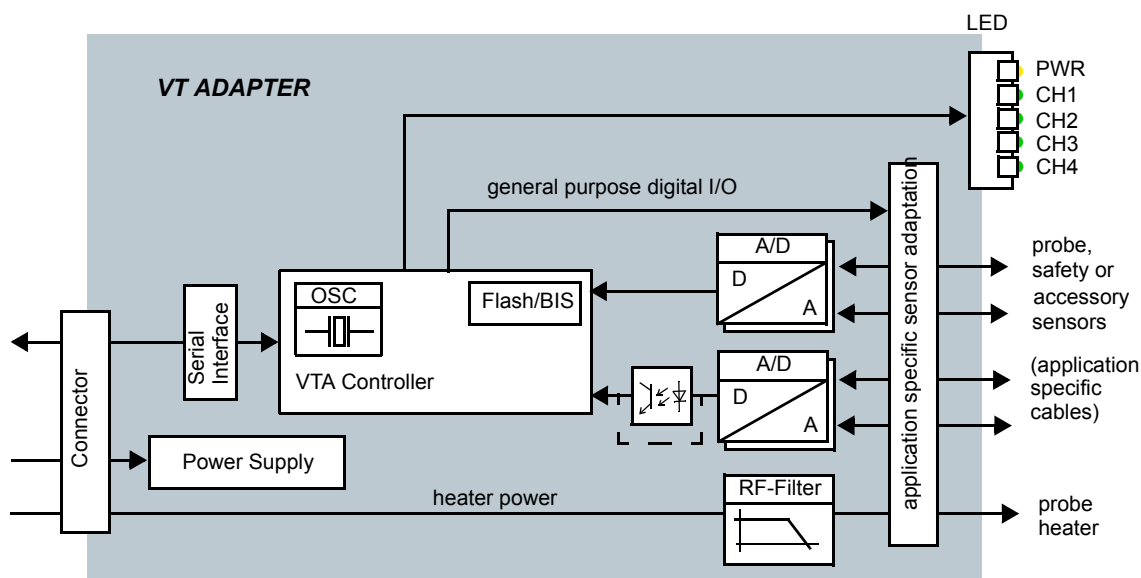 LED
VT ADAPTER
PWR
CH1
CH2
CH3
CH4
general purpose digital I/O
application specific sensor adaptation
A/D
D
A
probe,
safety or
accessory
sensors
OSC
Flash/BIS
VTA Controller
Serial
Interface
Connector
A/D
D
A
(application
specific
cables)
Power Supply
heater power
RF-Filter
probe
heater